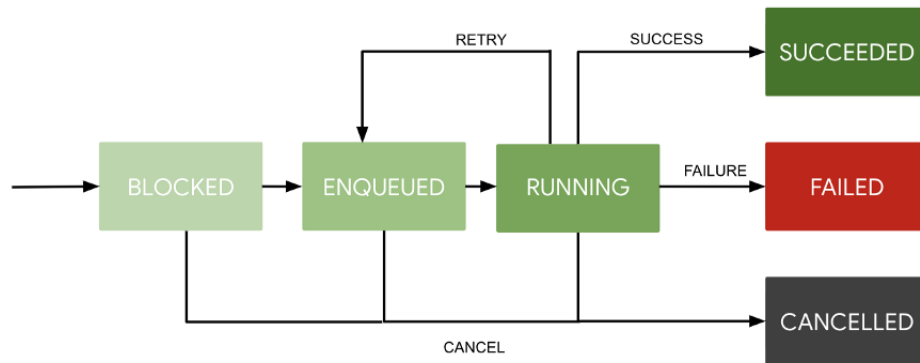 RETRY
SUCCESS
SUCCEEDED
BLOCKED
ENQUEUED
RUNNING
FAILURE
FAILED
CANCELLED
CANCEL